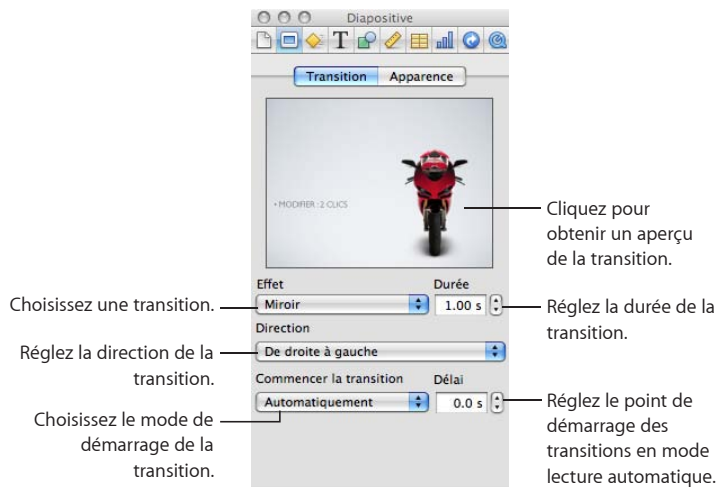 Diapositive
T
Transition Apparence
• MODIFIER : 2 CLICS
Cliquez pour
obtenir un aperçu
de la transition.
Effet Durée
Choisissez une transition.
Miroir 1.00 s
Réglez la durée de la
transition.
Direction
Réglez la direction de la
transition.
De droite à gauche
Commencer la transition Délai
Choisissez le mode de
démarrage de la
transition.
Automatiquement 0.0 s
Réglez le point de
démarrage des
transitions en mode
lecture automatique.